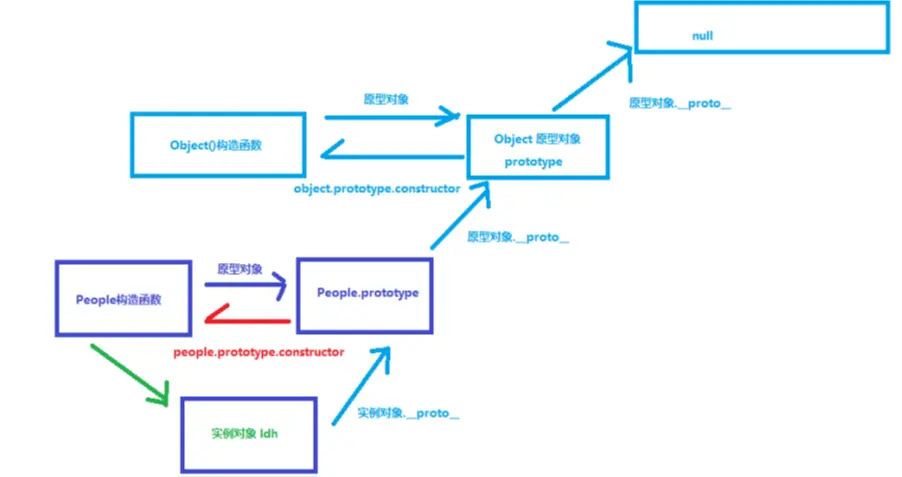 null
原型对象.__proto__
原型对象
Object()构造函数
Object 原型对象
prototype
object.prototype.constructor
原型对象.__proto__
原型对象
People构造函数
People.prototype
people.prototype.constructor
实例对象.__proto__
实例对象 ldh